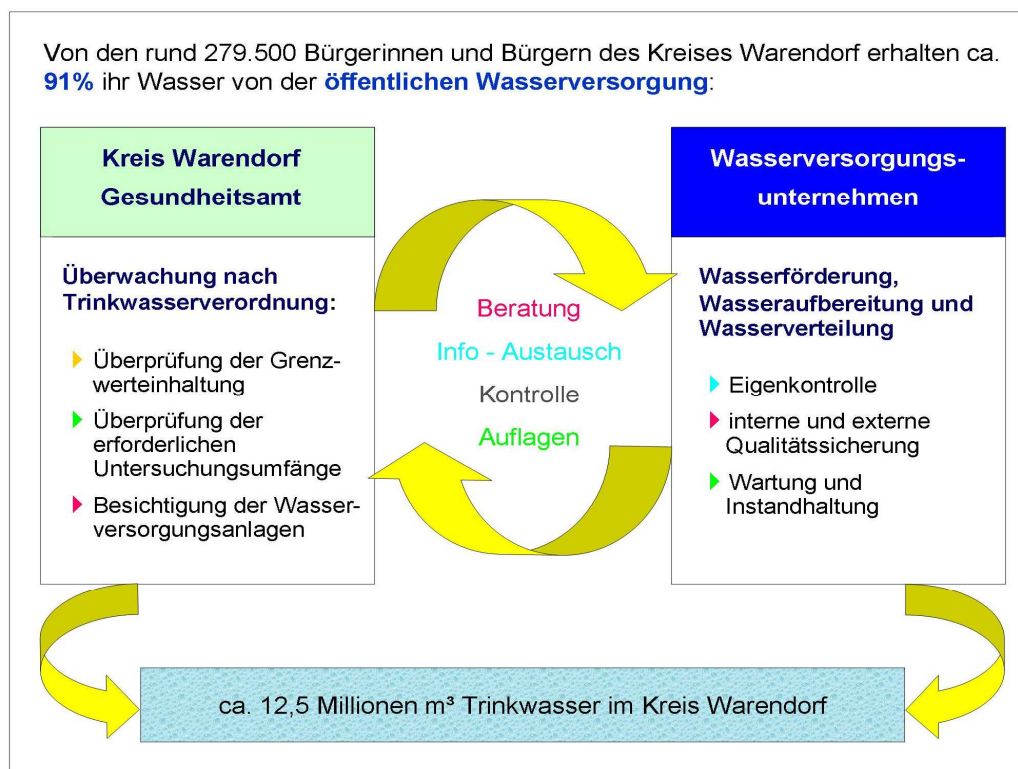 Von den rund 279.500 Bürgerinnen und Bürgern des Kreises Warendorf erhalten ca.
91% ihr Wasser von der öffentlichen Wasserversorgung:
Kreis Warendorf
Gesundheitsamt
Überwachung nach
Trinkwasserverordnung:
Überprüfung der Grenz-
werteinhaltung
Überprüfung der
erforderlichen
Untersuchungsumfänge
Besichtigung der Wasser-
versorgungsanlagen
Beratung
Info - Austausch
Kontrolle
Auflagen
Wasserversorgungs-
unternehmen
Wasserförderung,
Wasseraufbereitung und
Wasserverteilung
Eigenkontrolle
interne und externe
Qualitätssicherung
Wartung und
Instandhaltung
ca. 12,5 Millionen m³ Trinkwasser im Kreis Warendorf